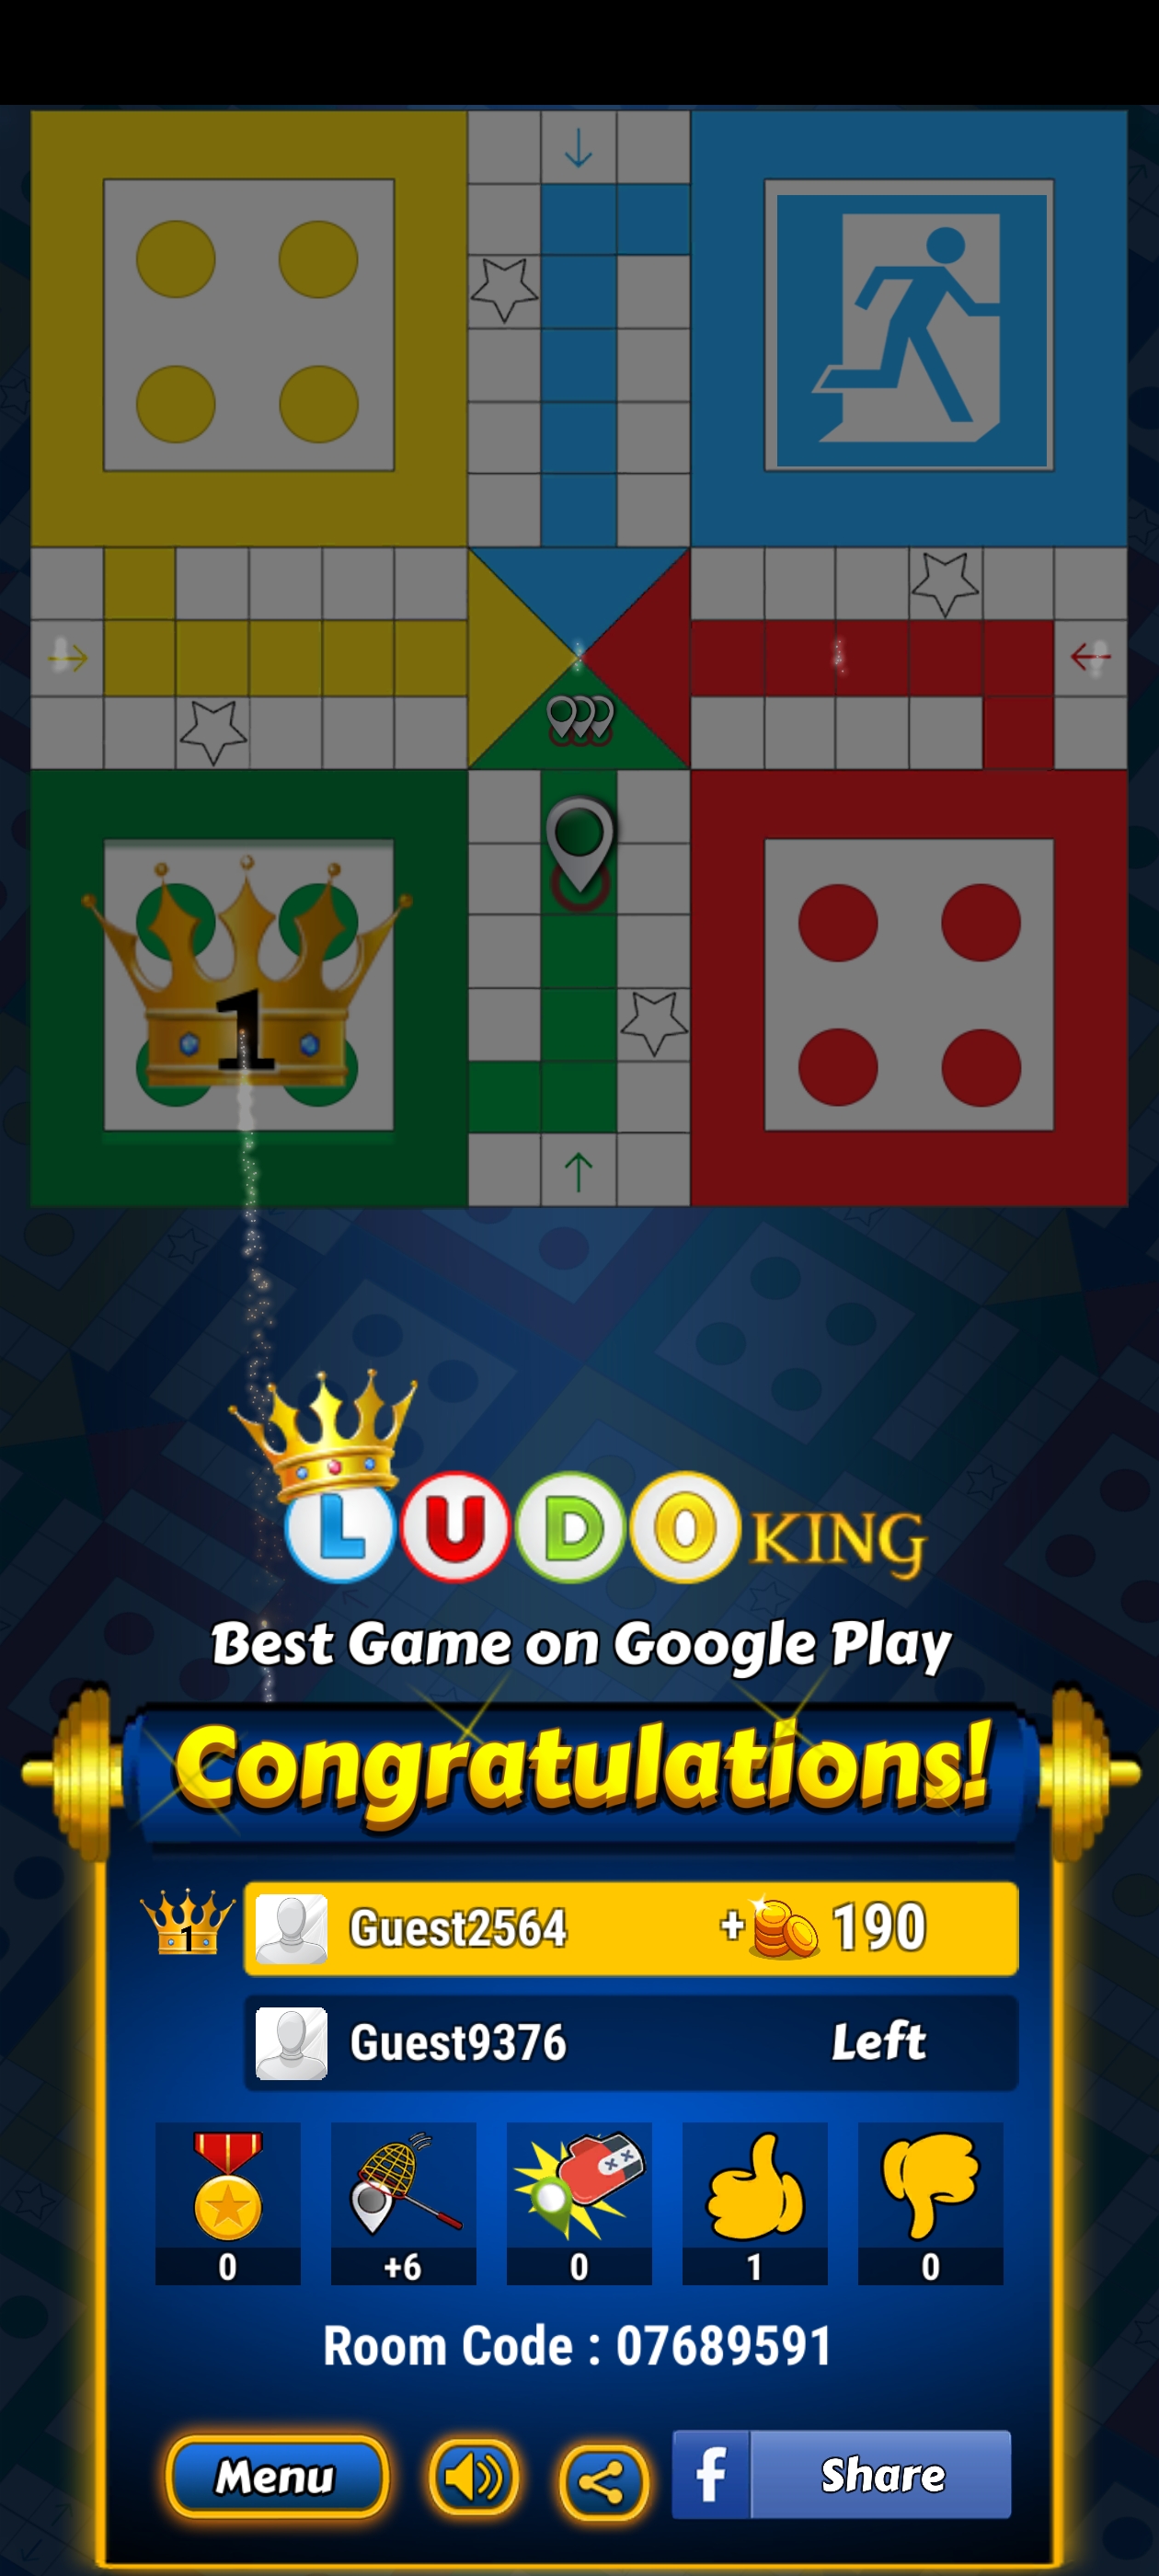 1
LUDO KING
Best Game on Google Play
Congratulations!
1 Guest2564 + 190
Guest9376 Left
0 +6 0 1 0
Room Code : 07689591
Menu f Share